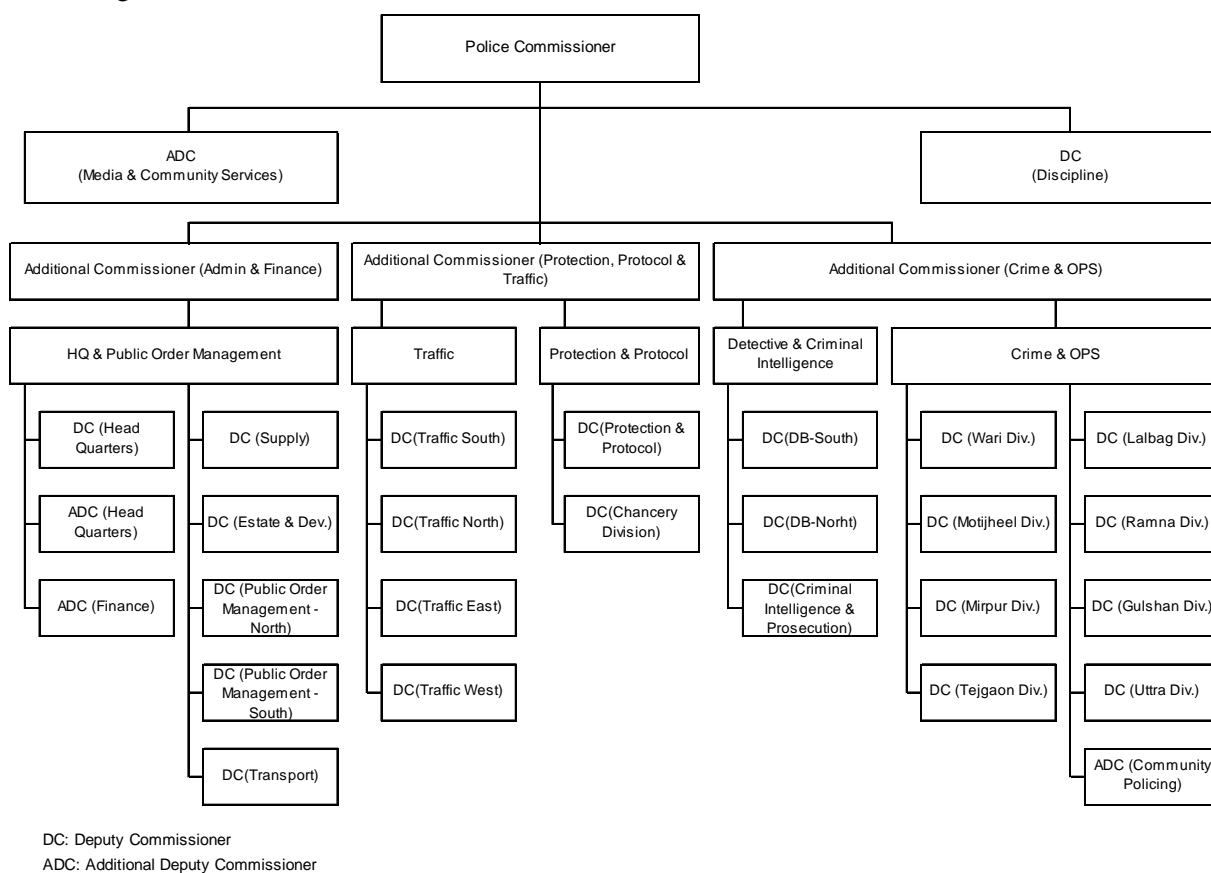 Police Commissioner
ADC
(Media & Community Services)
DC
(Discipline)
Additional Commissioner (Admin & Finance)
Additional Commissioner (Protection, Protocol &
Traffic)
Additional Commissioner (Crime & OPS)
HQ & Public Order Management
Traffic
Protection & Protocol
Detective & Criminal
Intelligence
Crime & OPS
DC (Head
Quarters)
DC (Supply)
DC(Traffic South)
DC(Protection &
Protocol)
DC(DB-South)
DC (Wari Div.)
DC (Lalbag Div.)
ADC (Head
Quarters)
DC (Estate & Dev.)
DC(Traffic North)
DC(Chancery
Division)
DC(DB-Norht)
DC (Motijheel Div.)
DC (Ramna Div.)
ADC (Finance)
DC (Public Order
Management -
North)
DC(Traffic East)
DC(Criminal
Intelligence &
Prosecution)
DC (Mirpur Div.)
DC (Gulshan Div.)
DC (Public Order
Management -
South)
DC(Traffic West)
DC (Tejgaon Div.)
DC (Uttra Div.)
DC(Transport)
ADC (Community
Policing)
DC: Deputy Commissioner
ADC: Additional Deputy Commissioner